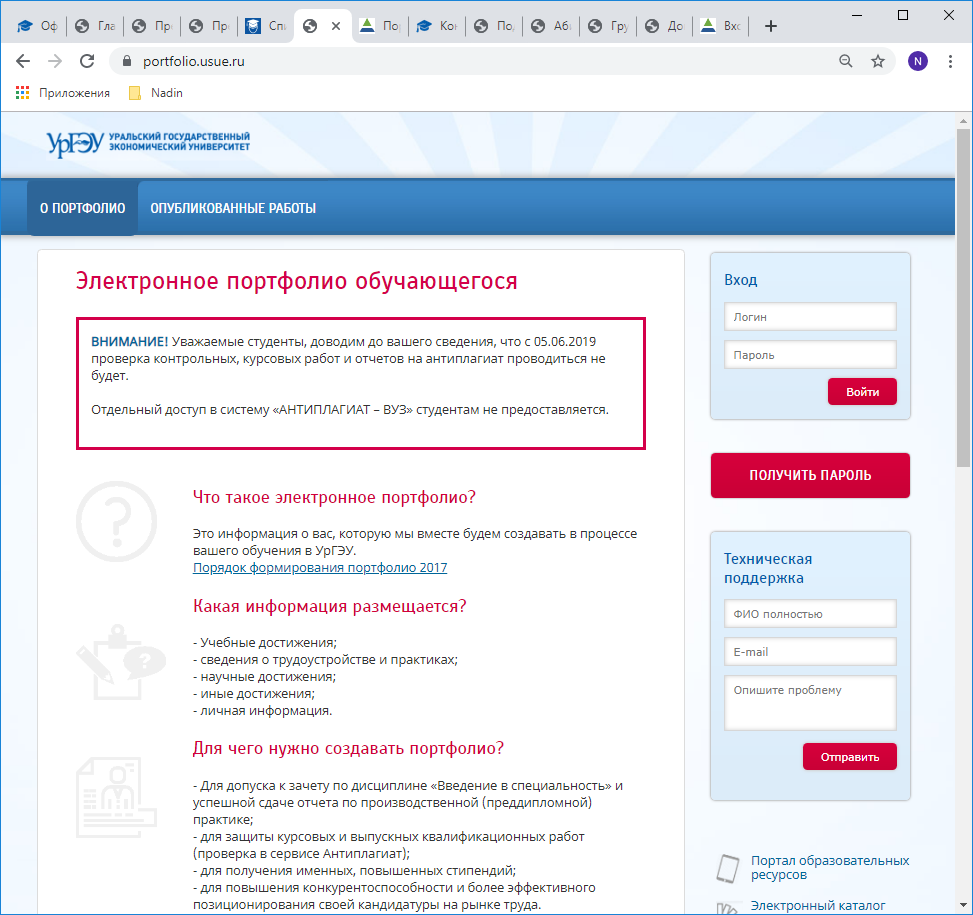 Оф
Гла
Пр
Пр
Спи
По
Кон
По
Аб
Гру
До
Вхо
portfolio.usue.ru
N
Приложения
Nadin
УрГЭУ
УРАЛЬСКИЙ ГОСУДАРСТВЕННЫЙ
ЭКОНОМИЧЕСКИЙ УНИВЕРСИТЕТ
О ПОРТФОЛИО
ОПУБЛИКОВАННЫЕ РАБОТЫ
Электронное портфолио обучающегося
ВНИМАНИЕ! Уважаемые студенты, доводим до вашего сведения, что с 05.06.2019
проверка контрольных, курсовых работ и отчетов на антиплагиат проводиться не
будет.
Отдельный доступ в систему «АНТИПЛАГИАТ – ВУЗ» студентам не предоставляется.
Что такое электронное портфолио?
Это информация о вас, которую мы вместе будем создавать в процессе
вашего обучения в УрГЭУ.
Порядок формирования портфолио 2017
Какая информация размещается?
- Учебные достижения;
- сведения о трудоустройстве и практиках;
- научные достижения;
- иные достижения;
- личная информация.
Для чего нужно создавать портфолио?
- Для допуска к зачету по дисциплине «Введение в специальность» и
успешной сдаче отчета по производственной (преддипломной)
практике;
- для защиты курсовых и выпускных квалификационных работ
(проверка в сервисе Антиплагиат);
- для получения именных, повышенных стипендий;
- для повышения конкурентоспособности и более эффективного
позиционирования своей кандидатуры на рынке труда.
Вход
Логин
Пароль
Войти
ПОЛУЧИТЬ ПАРОЛЬ
Техническая
поддержка
ФИО полностью
E-mail
Опишите проблему
Отправить
Портал образовательных
ресурсов
Электронный каталог